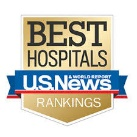 BEST
HOSPITALS
U.S.News
& WORLD REPORT
RANKINGS